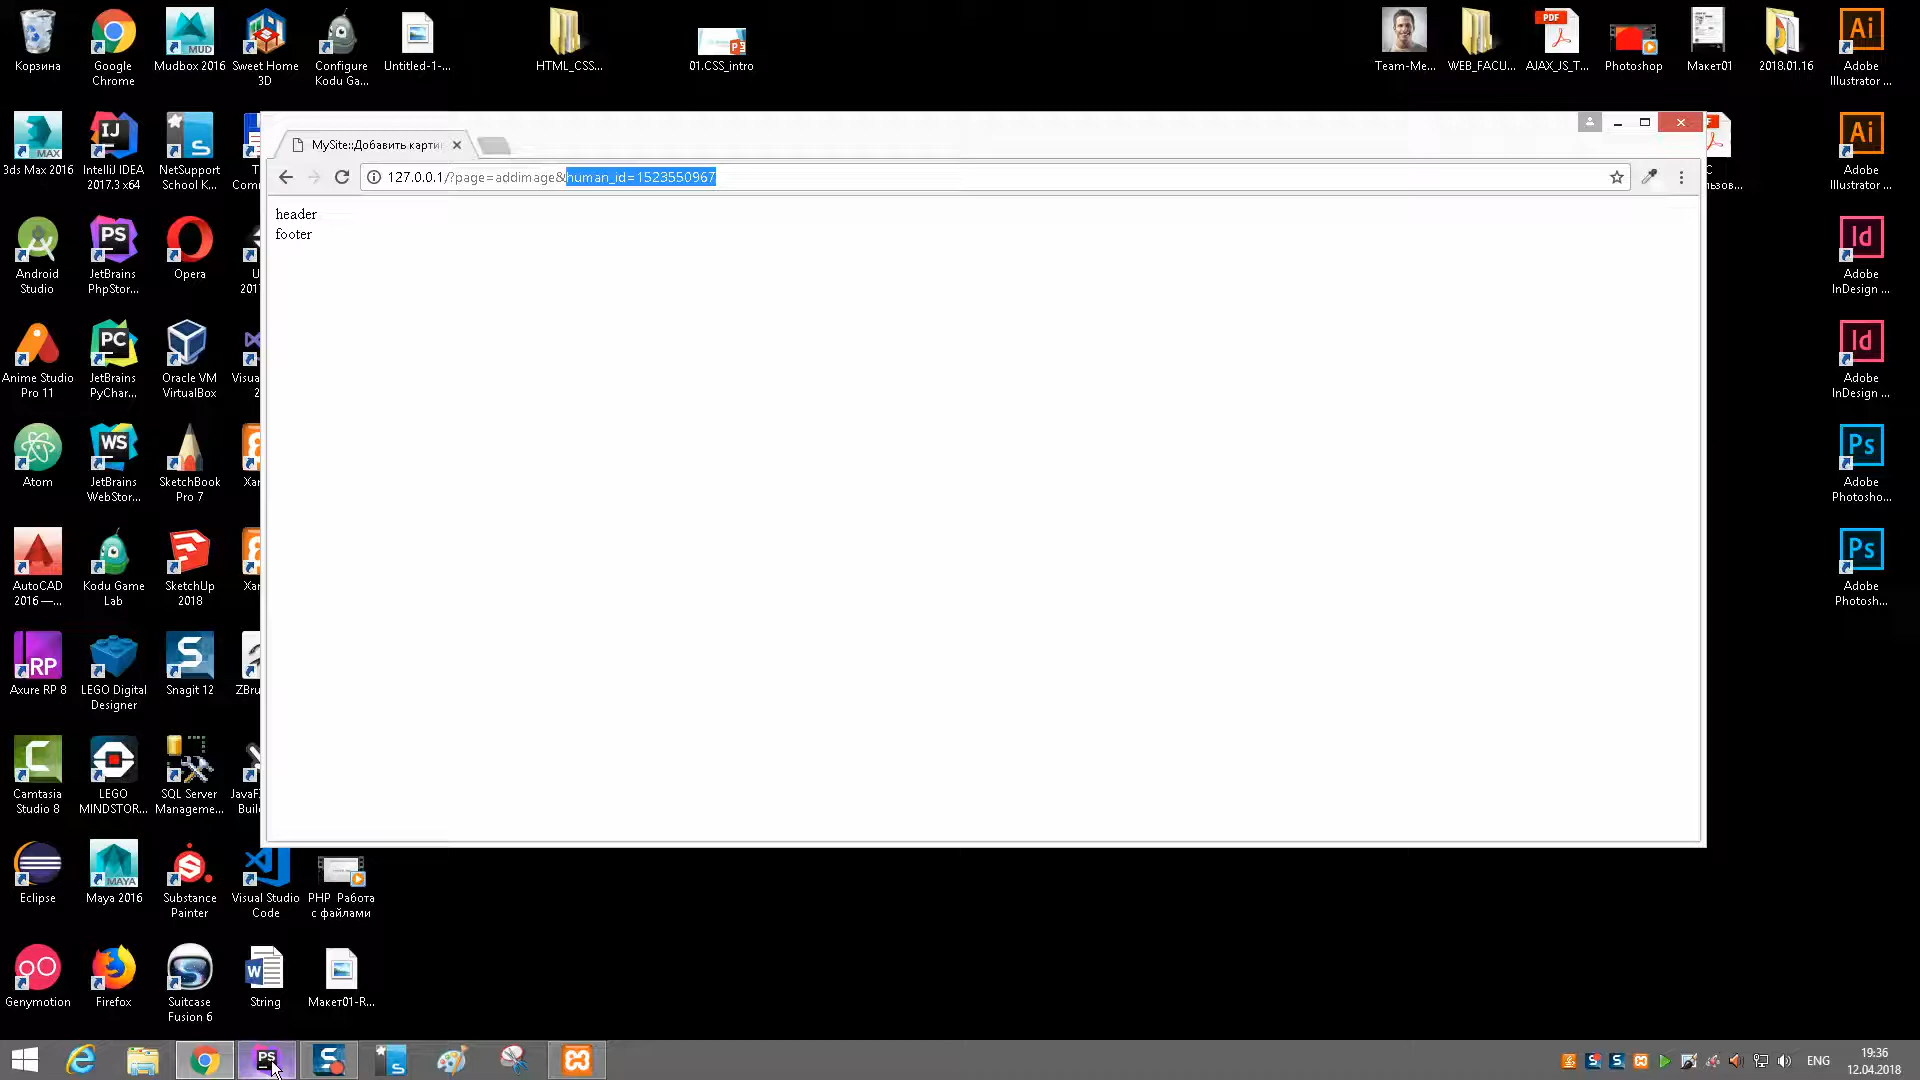 Корзина
Google
Chrome
Mudbox 2016
Sweet Home
3D
Configure
Kodu Ga...
Untitled-1-...
HTML_CSS...
01.CSS_intro
Team-Me...
WEB_FACU...
AJAX_JS_T...
Photoshop
Макет01
2018.01.16
Adobe
Illustrator ...
3ds Max 2016
IntelliJ IDEA
2017.3 x64
NetSupport
School K...
MySite::Добавить карти
127.0.0.1/?page=addimage&human_id=1523550967
header
footer
Adobe
Illustrator ...
Android
Studio
JetBrains
PhpStor...
Opera
Adobe
InDesign ...
Anime Studio
Pro 11
JetBrains
PyChar...
Oracle VM
VirtualBox
Adobe
InDesign ...
Atom
JetBrains
WebStor...
SketchBook
Pro 7
Adobe
Photosho...
AutoCAD
2016 —...
Kodu Game
Lab
SketchUp
2018
Adobe
Photosh...
Axure RP 8
LEGO Digital
Designer
Snagit 12
ZBru
Camtasia
Studio 8
LEGO
MINDSTOR...
SQL Server
Manageme...
JavaF
Buil
Eclipse
Maya 2016
Substance
Painter
Visual Studio
Code
PHP Работа
с файлами
Genymotion
Firefox
Suitcase
Fusion 6
String
Макет01-R...
ENG
19:36
12.04.2018